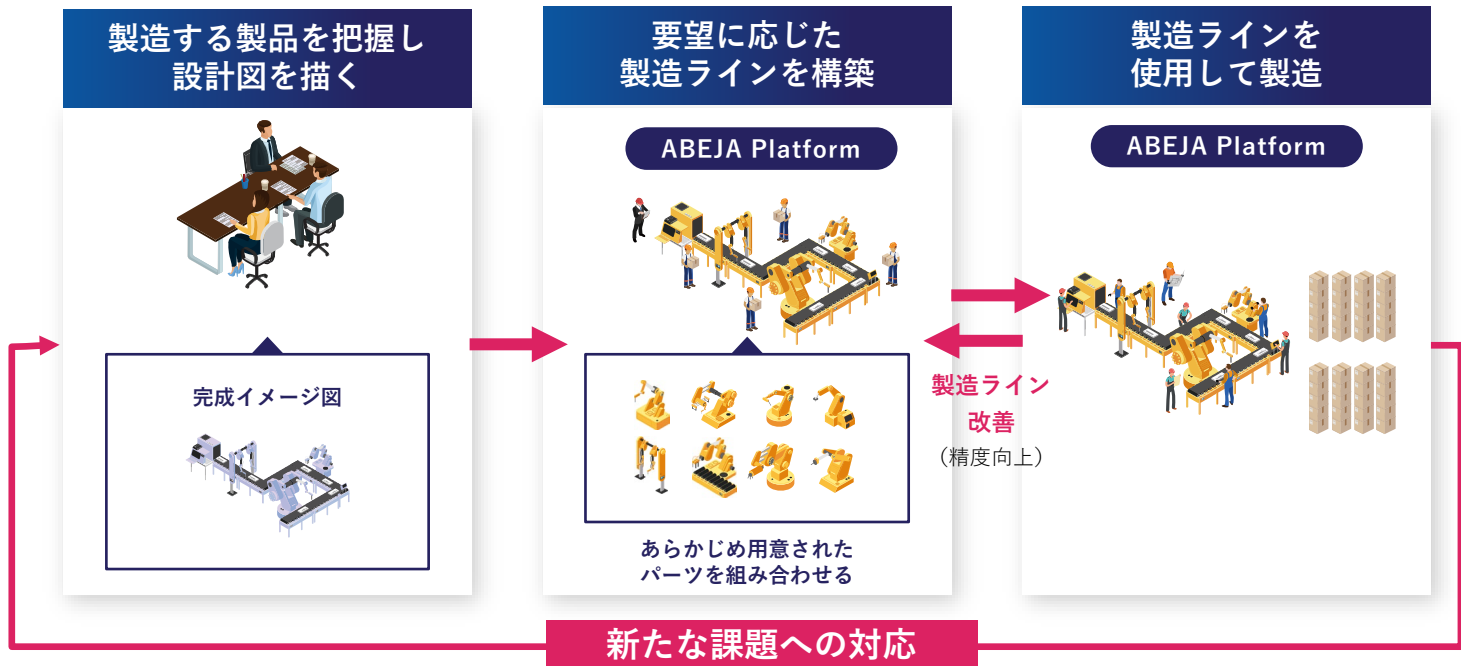 製造する製品を把握し
設計図を描く
完成イメージ図
要望に応じた
製造ラインを構築
ABEJA Platform
あらかじめ用意された
パーツを組み合わせる
製造ライン
改善
（精度向上）
製造ラインを
使用して製造
ABEJA Platform
新たな課題への対応